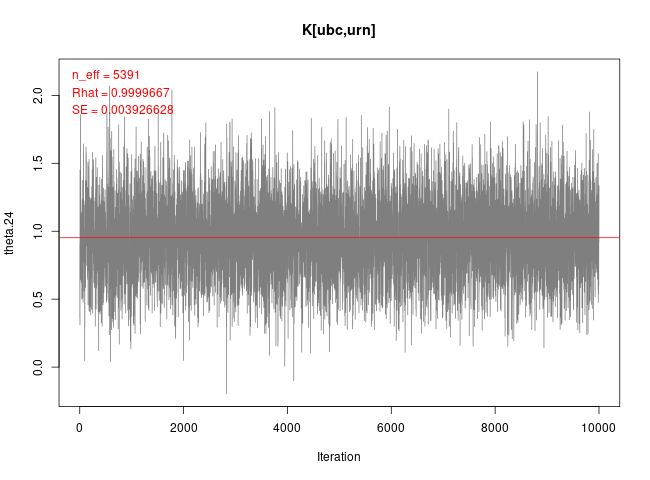 K[ubc,urn]
n_eff = 5391
Rhat = 0.9999667
SE = 0.003926628
theta.24
2.0
1.5
1.0
0.5
0.0
0 2000 4000 6000 8000 10000
Iteration